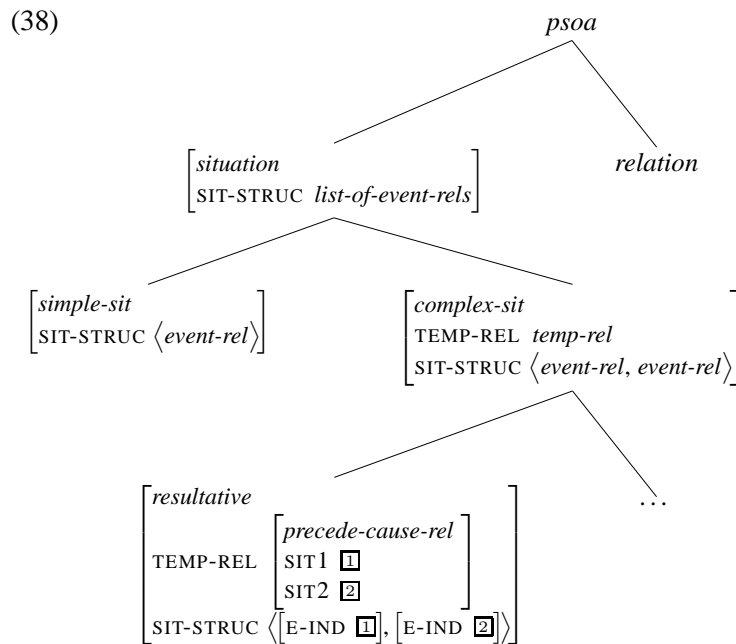 (38)
psoa
situation
SIT-STRUC list-of-event-rels
relation
simple-sit
SIT-STRUC ⟨event-rel⟩
complex-sit
TEMP-REL temp-rel
SIT-STRUC ⟨event-rel, event-rel⟩
resultative
TEMP-REL [precede-cause-rel
SIT1 1
SIT2 2]
SIT-STRUC ⟨[E-IND 1], [E-IND 2]⟩
...